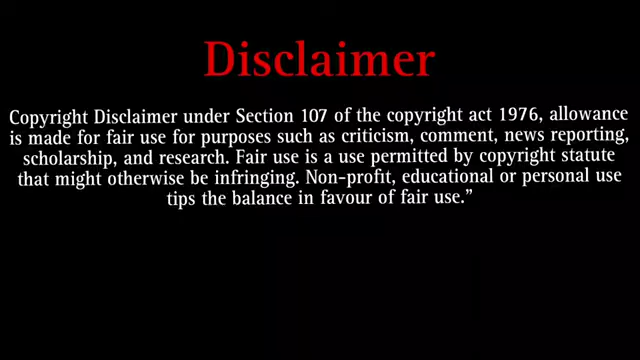 Disclaimer
Copyright Disclaimer under Section 107 of the copyright act 1976, allowance
is made for fair use for purposes such as criticism, comment, news reporting,
scholarship, and research. Fair use is a use permitted by copyright statute
that might otherwise be infringing. Non-profit, educational or personal use
tips the balance in favour of fair use.”